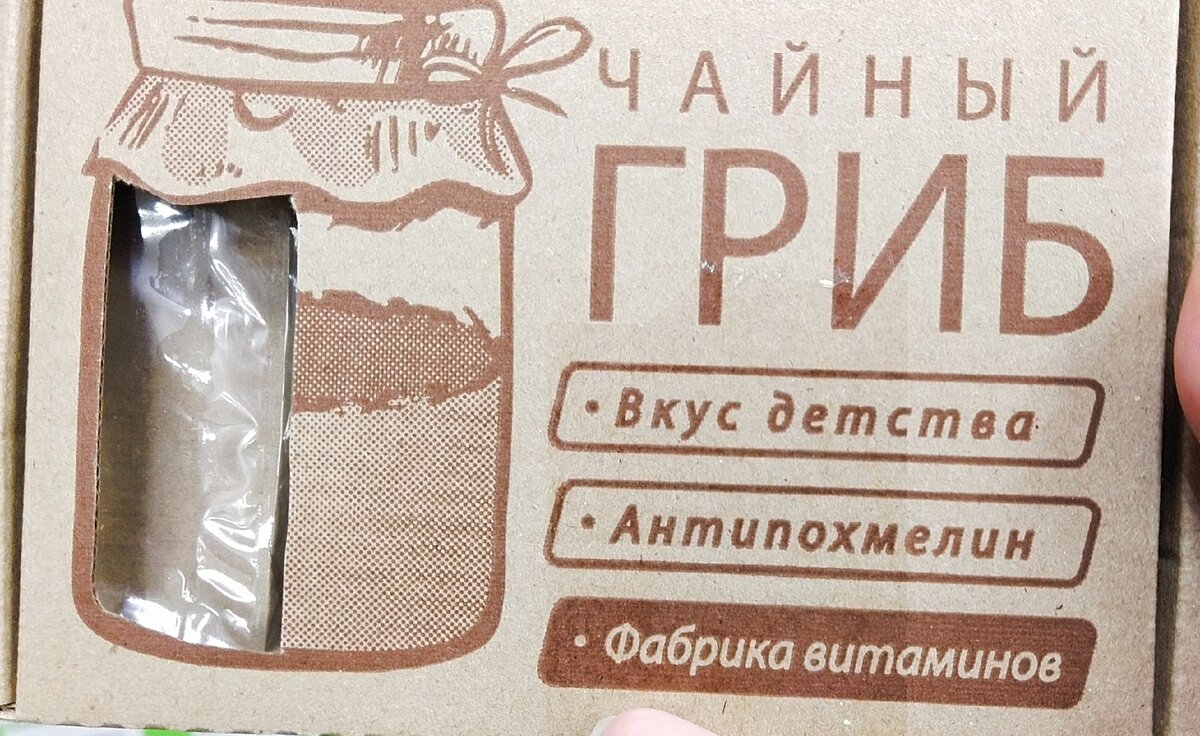 ЧАЙНЫЙ
ГРИБ
• Вкус детства
• Антипохмелин
• Фабрика витаминов